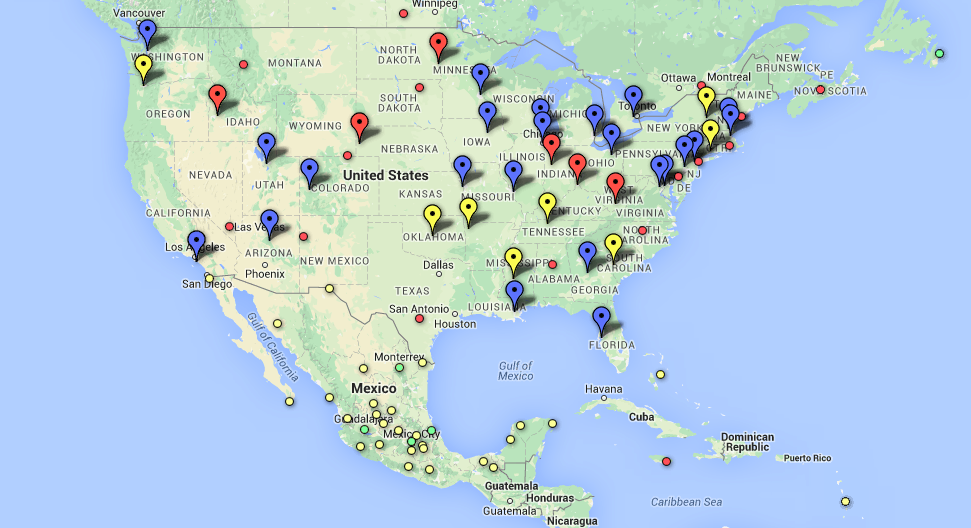 Winnipeg
Vancouver
WASHINGTON
MONTANA
NORTH
DAKOTA
Ottawa
Montreal
NEW
BRUNSWICK
PE
NOVA SCOTIA
MAINE
OREGON
IDAHO
WYOMING
SOUTH
DAKOTA
WISCONSIN
Toronto
NEW YORK
NEBRASKA
IOWA
Chicago
ILLINOIS
INDIANA
OHIO
PENNSYLVANIA
NJ
DE
NEVADA
UTAH
COLORADO
United States
KANSAS
MISSOURI
WEST
VIRGINIA
VIRGINIA
KENTUCKY
CALIFORNIA
Las Vegas
Los Angeles
ARIZONA
Phoenix
NEW MEXICO
OKLAHOMA
TENNESSEE
NORTH
CAROLINA
SOUTH
CAROLINA
Dallas
MISSISSIPPI
ALABAMA
GEORGIA
San Diego
TEXAS
LOUISIANA
San Antonio
Houston
FLORIDA
Gulf of California
Monterrey
Gulf of
Mexico
Mexico
Havana
Cuba
Guadalajara
Mexico City
Dominican
Republic
Puerto Rico
Guatemala
Honduras
Guatemala
Nicaragua
Caribbean Sea